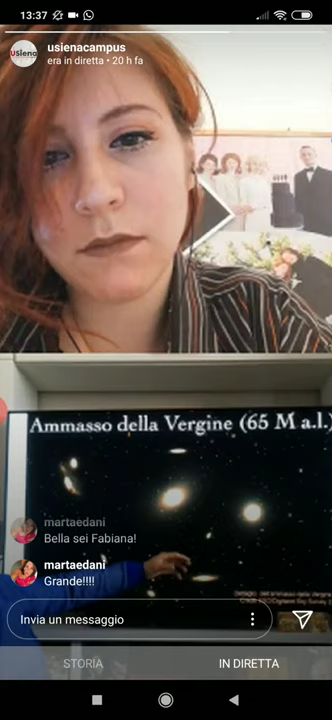 13:37
USiena
usienacampus
era in diretta • 20 h fa
Ammasso della Vergine (65 M a.l.)
martaedani
Bella sei Fabiana!
martaedani
Grande!!!!
Invia un messaggio
STORIA
IN DIRETTA